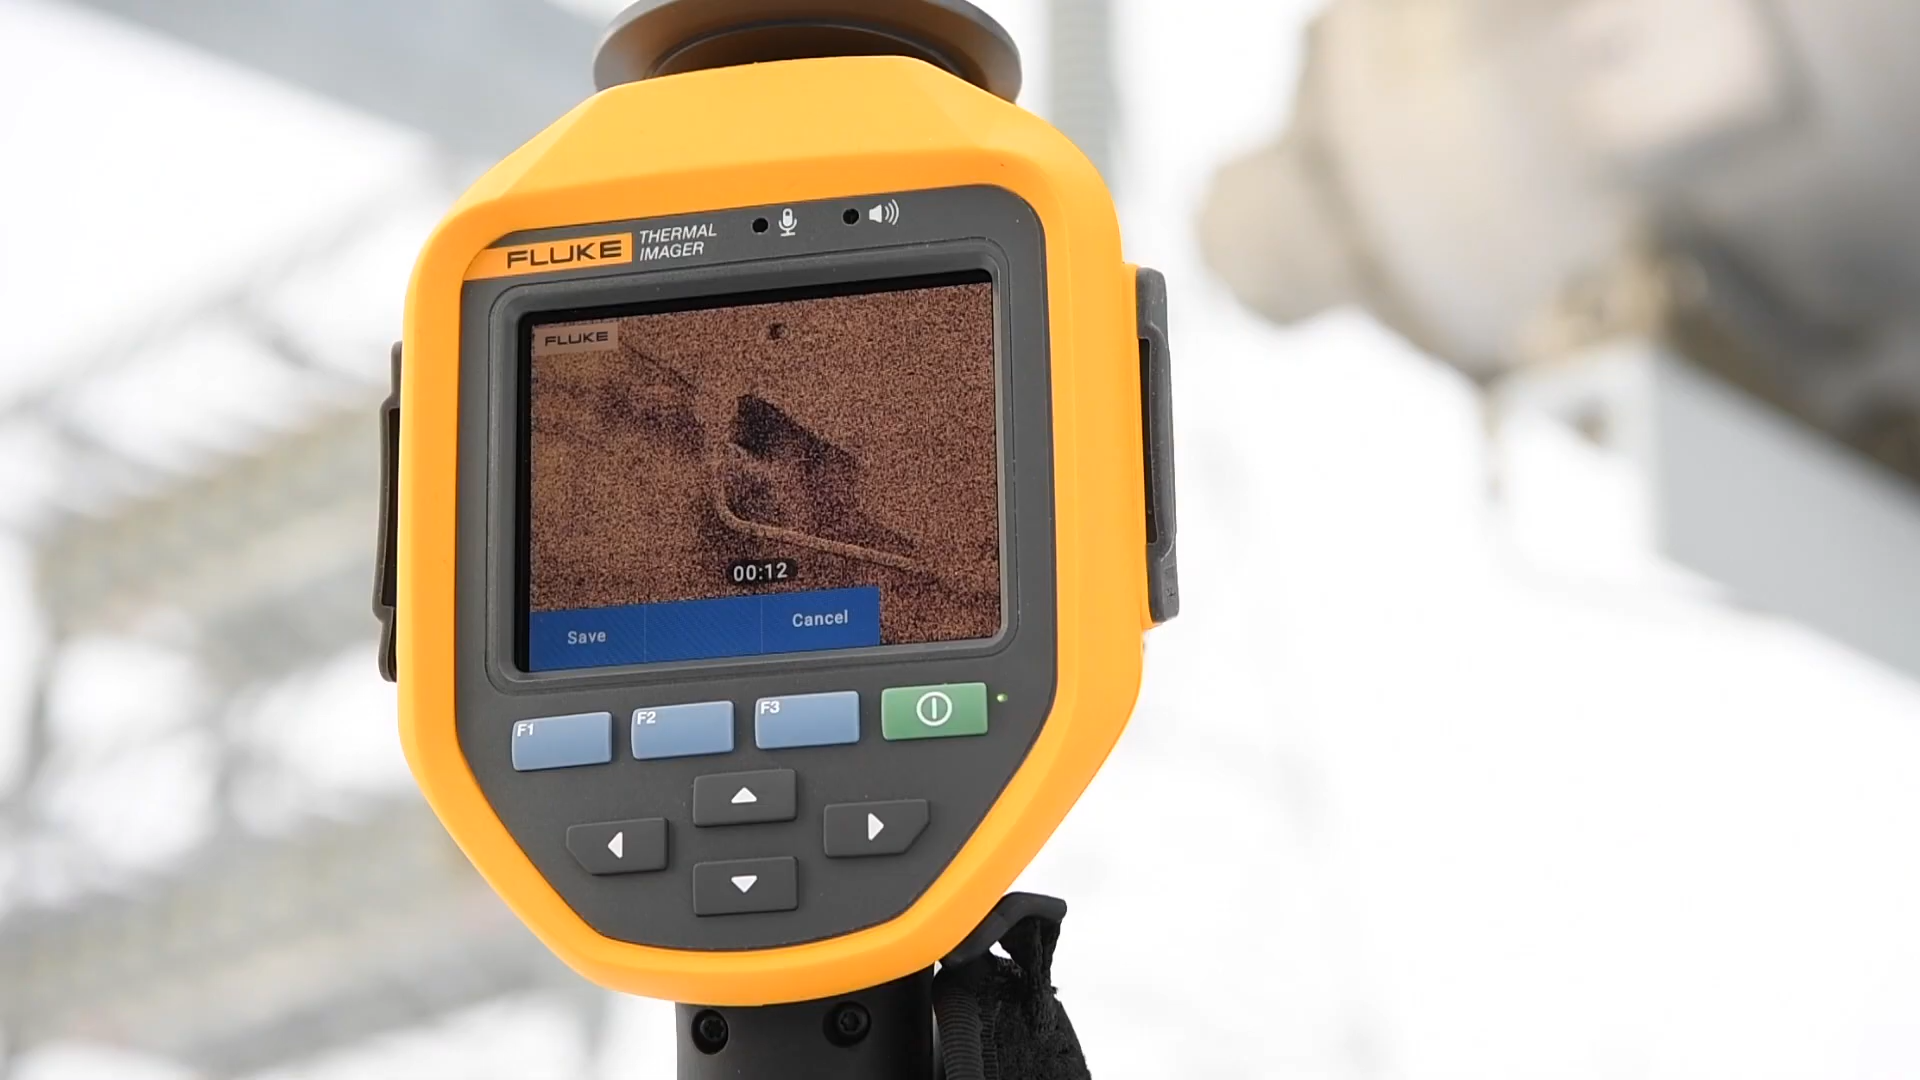 FLUKE
THERMAL
IMAGER
FLUKE
00:12
Save
Cancel
F1
F2
F3